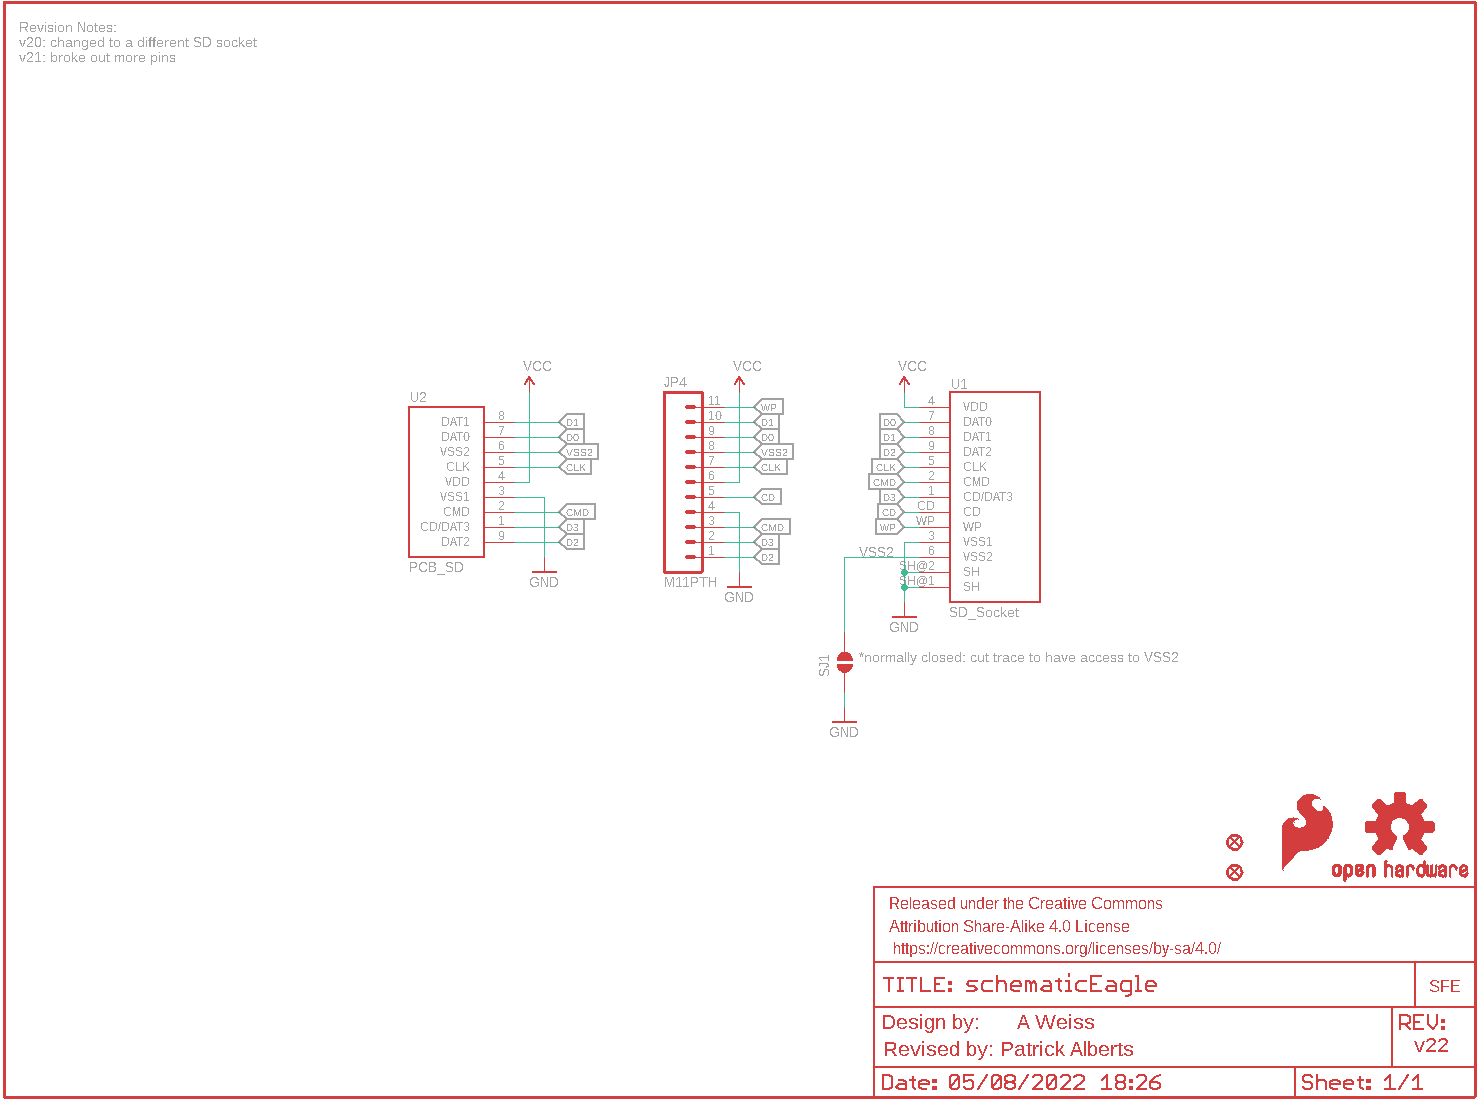 Revision Notes:
v20: changed to a different SD socket
v21: broke out more pins
VCC
U2
DAT1 8 D1
DAT0 7 D0
VSS2 6 VSS2
CLK 5 CLK
VDD 4
VSS1 3
CMD 2 CMD
CD/DAT3 1 D3
DAT2 9 D2
PCB_SD
GND
VCC
JP4
11 WP
10 D1
9 D0
8 VSS2
7 CLK
6
5 CD
4
3 CMD
2 D3
1 D2
M11PTH
GND
VCC
U1
4 VDD
D0 7 DAT0
D1 8 DAT1
D2 9 DAT2
CLK 5 CLK
CMD 2 CMD
D3 1 CD/DAT3
CD CD CD
WP WP WP
3 VSS1
VSS2 6 VSS2
SH@2 SH
SH@1 SH
SD_Socket
GND
SJ1
*normally closed: cut trace to have access to VSS2
GND
open hardware
Released under the Creative Commons
Attribution Share-Alike 4.0 License
https://creativecommons.org/licenses/by-sa/4.0/
TITLE: schematicEagle
SFE
Design by: A Weiss
Revised by: Patrick Alberts
REV:
v22
Date: 05/08/2022 18:26
Sheet: 1/1